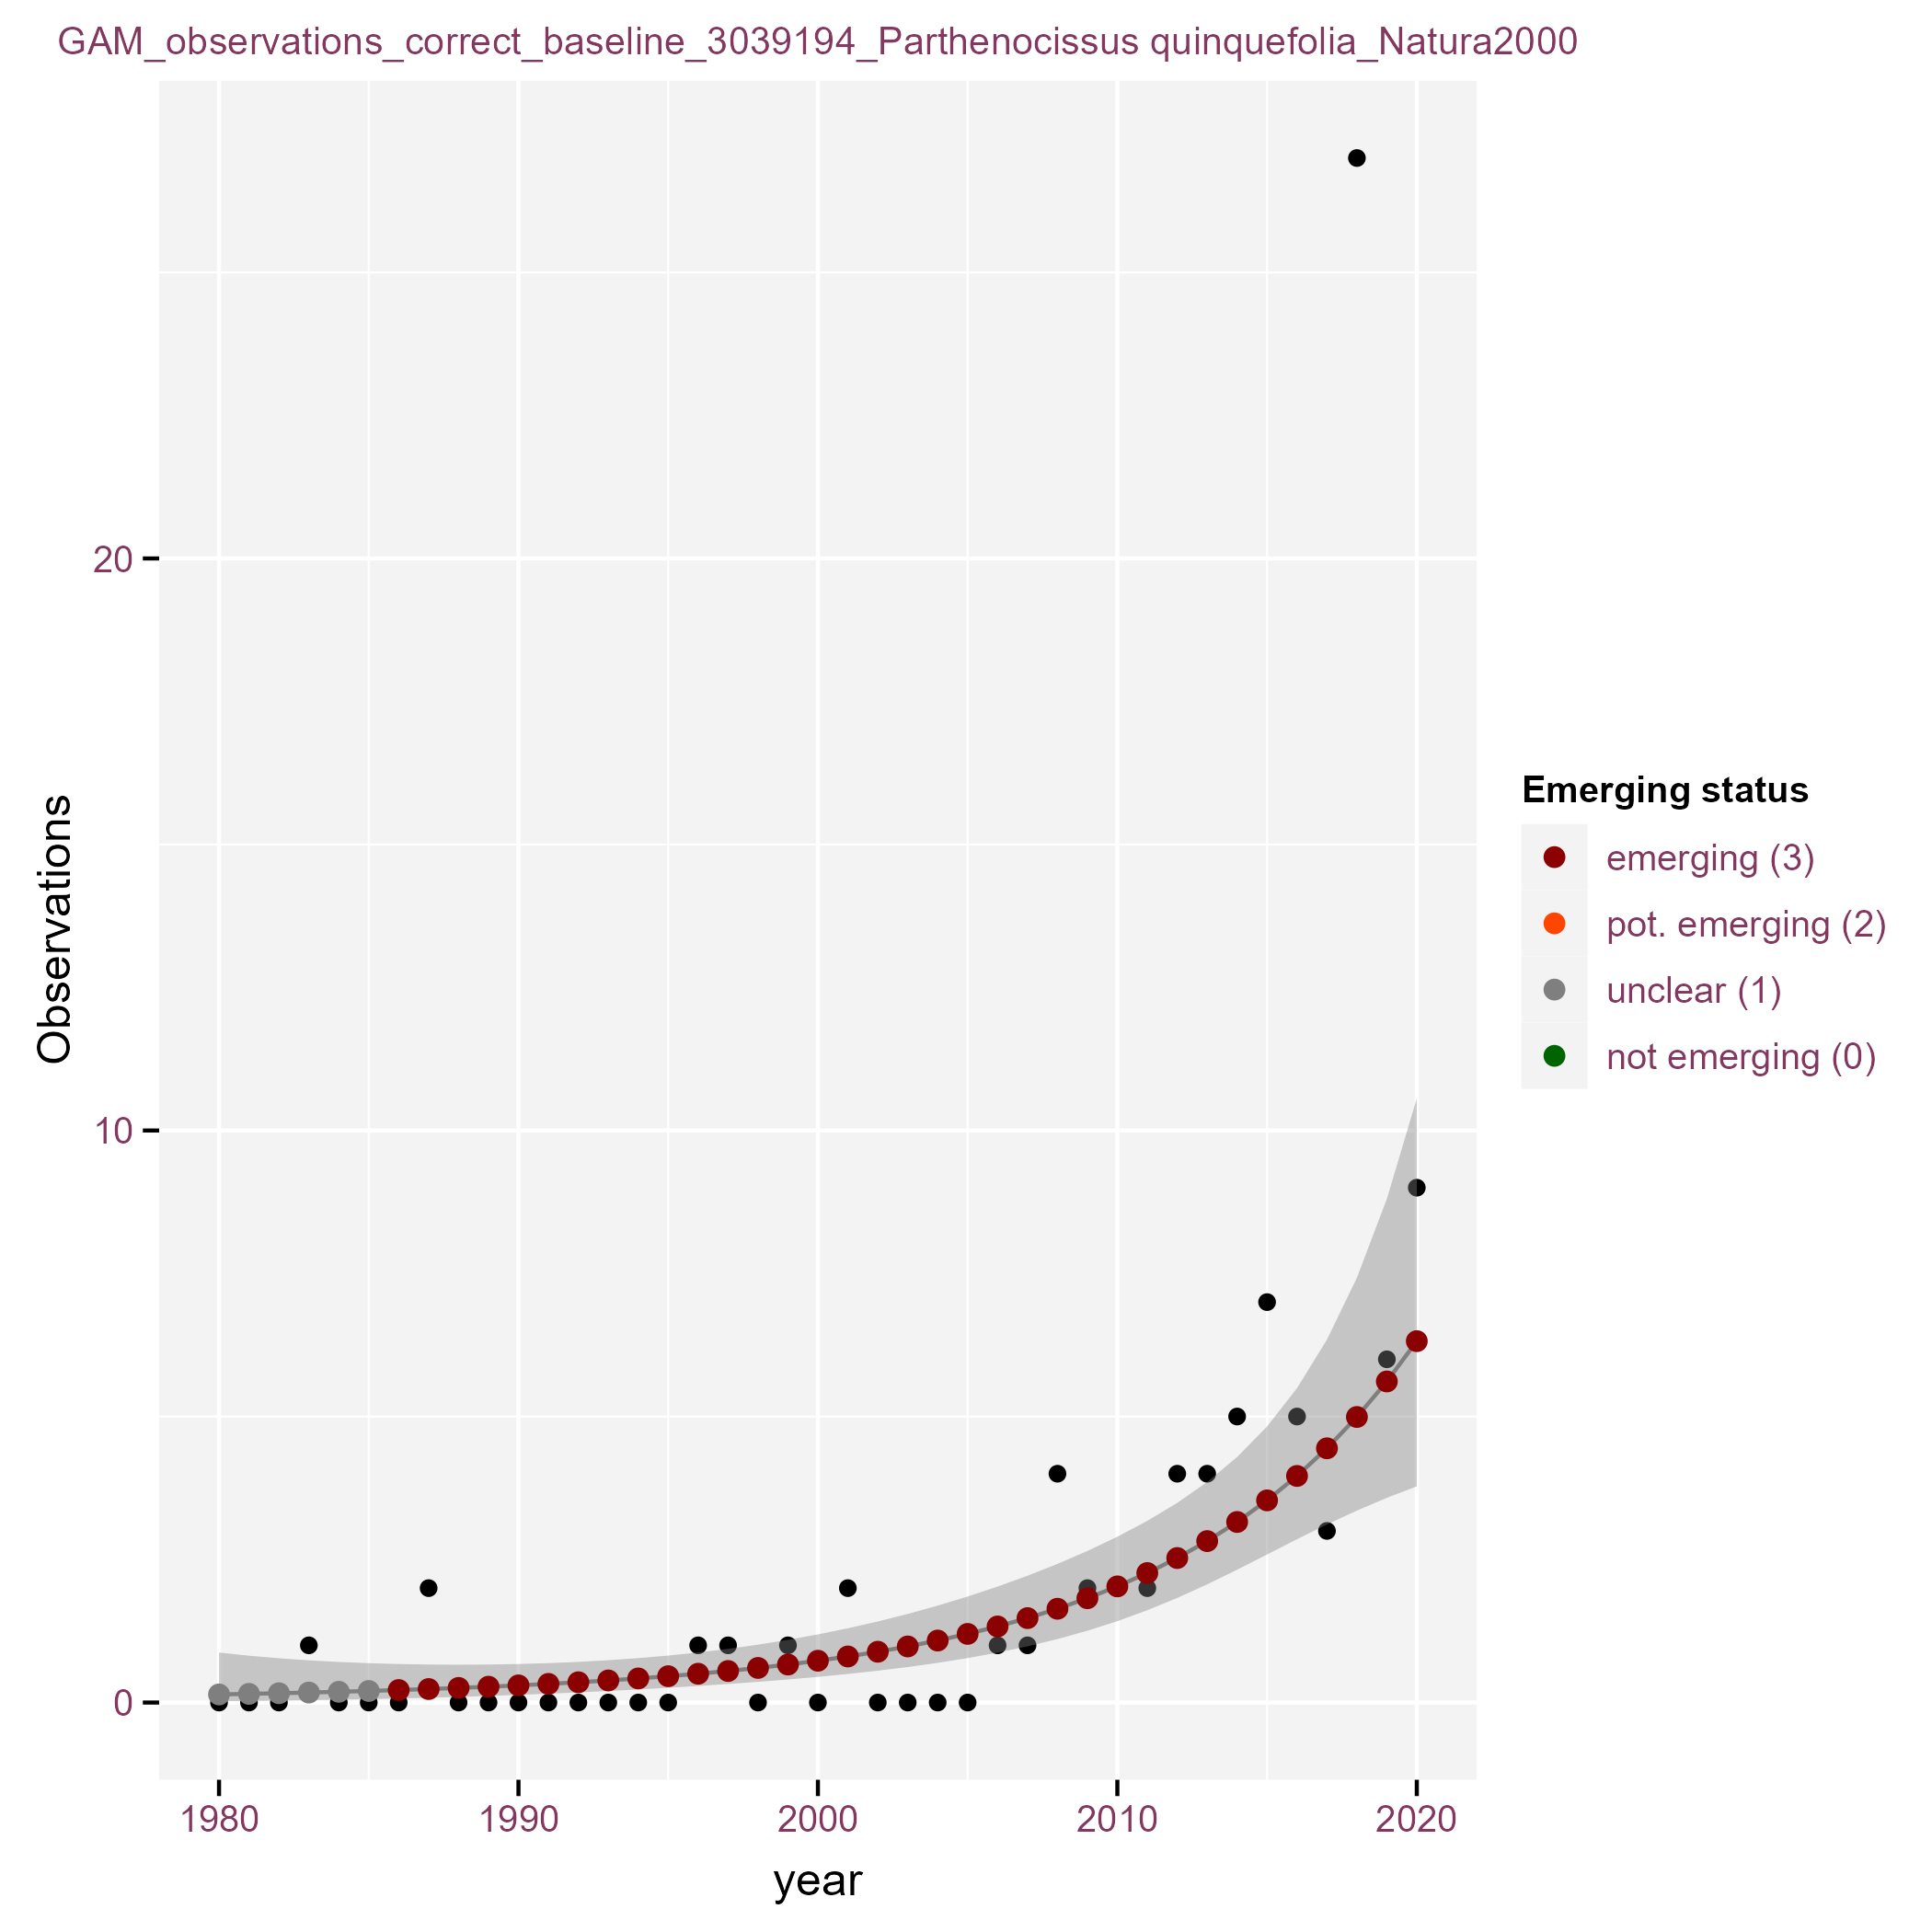 GAM_observations_correct_baseline_3039194_Parthenocissus quinquefolia_Natura2000
Observations
20
10
0
1980 1990 2000 2010 2020
year
Emerging status
emerging (3)
pot. emerging (2)
unclear (1)
not emerging (0)